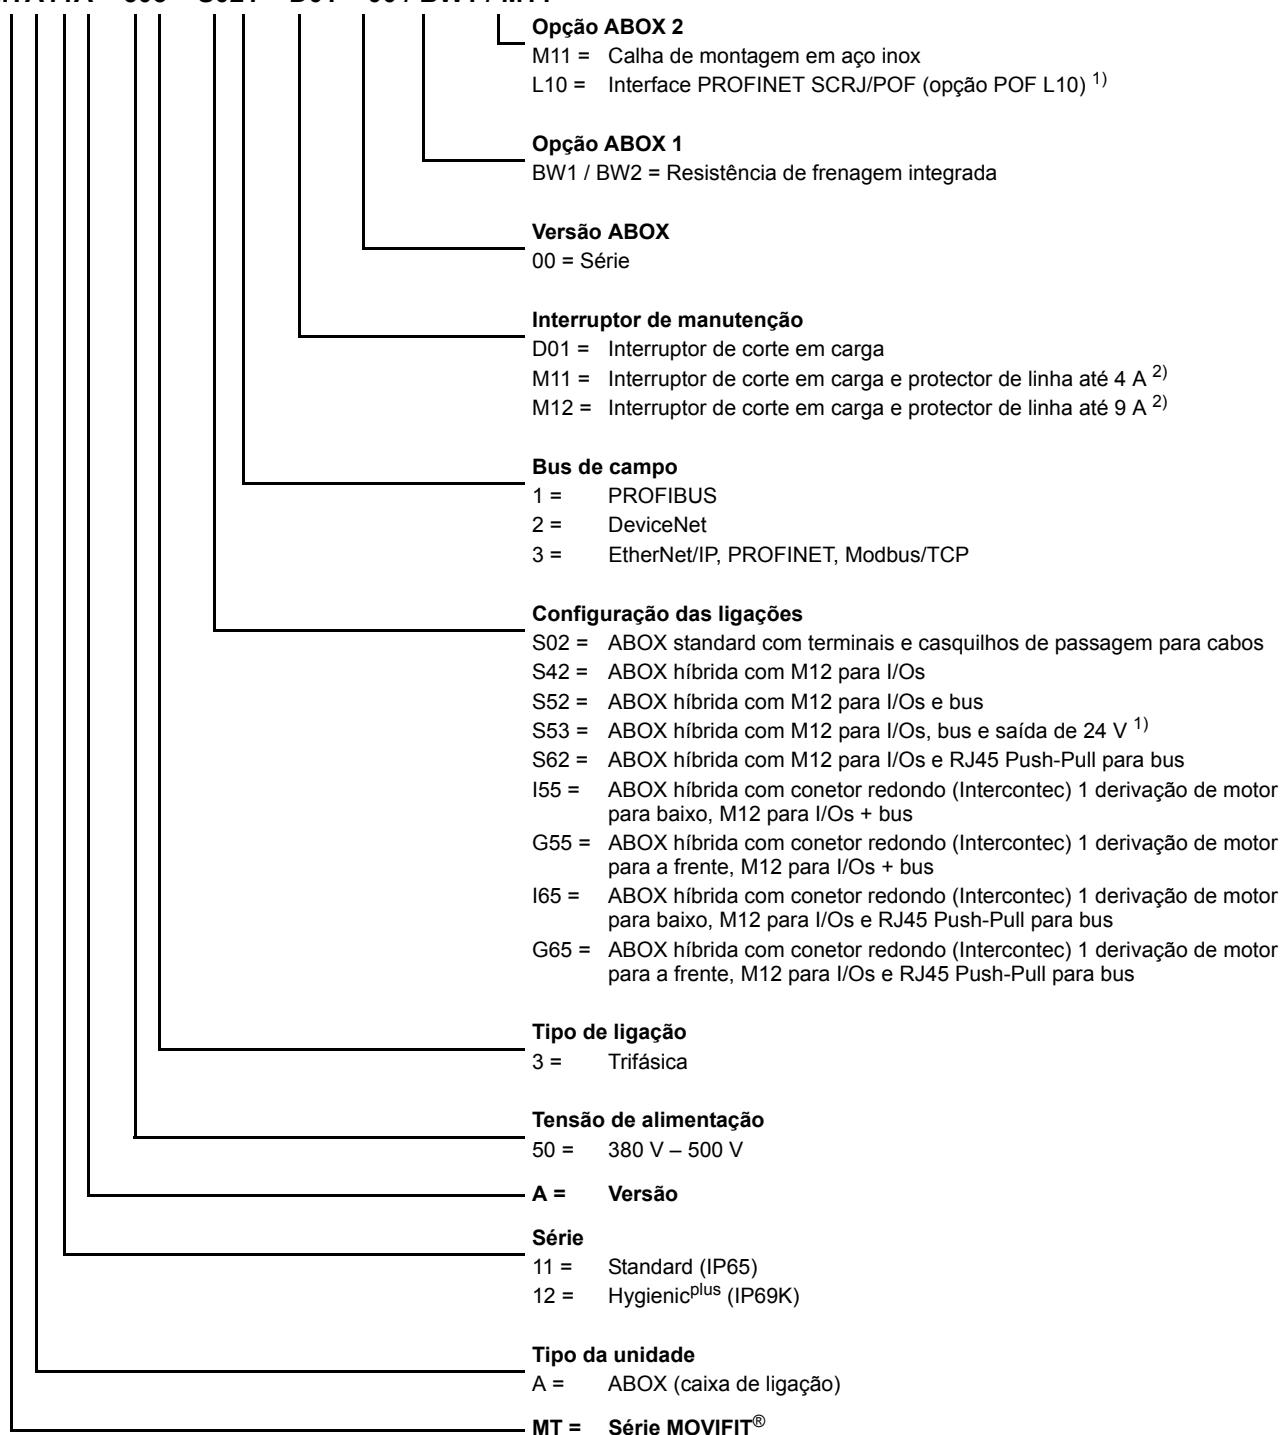 Opção ABOX 2
M11 = Calha de montagem em aço inox
L10 = Interface PROFINET SCRJ/POF (opção POF L10) 1)
Opção ABOX 1
BW1 / BW2 = Resistência de frenagem integrada
Versão ABOX
00 = Série
Interruptor de manutenção
D01 = Interruptor de corte em carga
M11 = Interruptor de corte em carga e protector de linha até 4 A 2)
M12 = Interruptor de corte em carga e protector de linha até 9 A 2)
Bus de campo
1 = PROFIBUS
2 = DeviceNet
3 = EtherNet/IP, PROFINET, Modbus/TCP
Configuração das ligações
S02 = ABOX standard com terminais e casquilhos de passagem para cabos
S42 = ABOX híbrida com M12 para I/Os
S52 = ABOX híbrida com M12 para I/Os e bus
S53 = ABOX híbrida com M12 para I/Os, bus e saída de 24 V 1)
S62 = ABOX híbrida com M12 para I/Os e RJ45 Push-Pull para bus
I55 = ABOX híbrida com conetor redondo (Intercontec) 1 derivação de motor
para baixo, M12 para I/Os + bus
G55 = ABOX híbrida com conetor redondo (Intercontec) 1 derivação de motor
para a frente, M12 para I/Os + bus
I65 = ABOX híbrida com conetor redondo (Intercontec) 1 derivação de motor
para baixo, M12 para I/Os e RJ45 Push-Pull para bus
G65 = ABOX híbrida com conetor redondo (Intercontec) 1 derivação de motor
para a frente, M12 para I/Os e RJ45 Push-Pull para bus
Tipo de ligação
3 = Trifásica
Tensão de alimentação
50 = 380 V – 500 V
A = Versão
Série
11 = Standard (IP65)
12 = Hygienicplus (IP69K)
Tipo da unidade
A = ABOX (caixa de ligação)
MT = Série MOVIFIT®